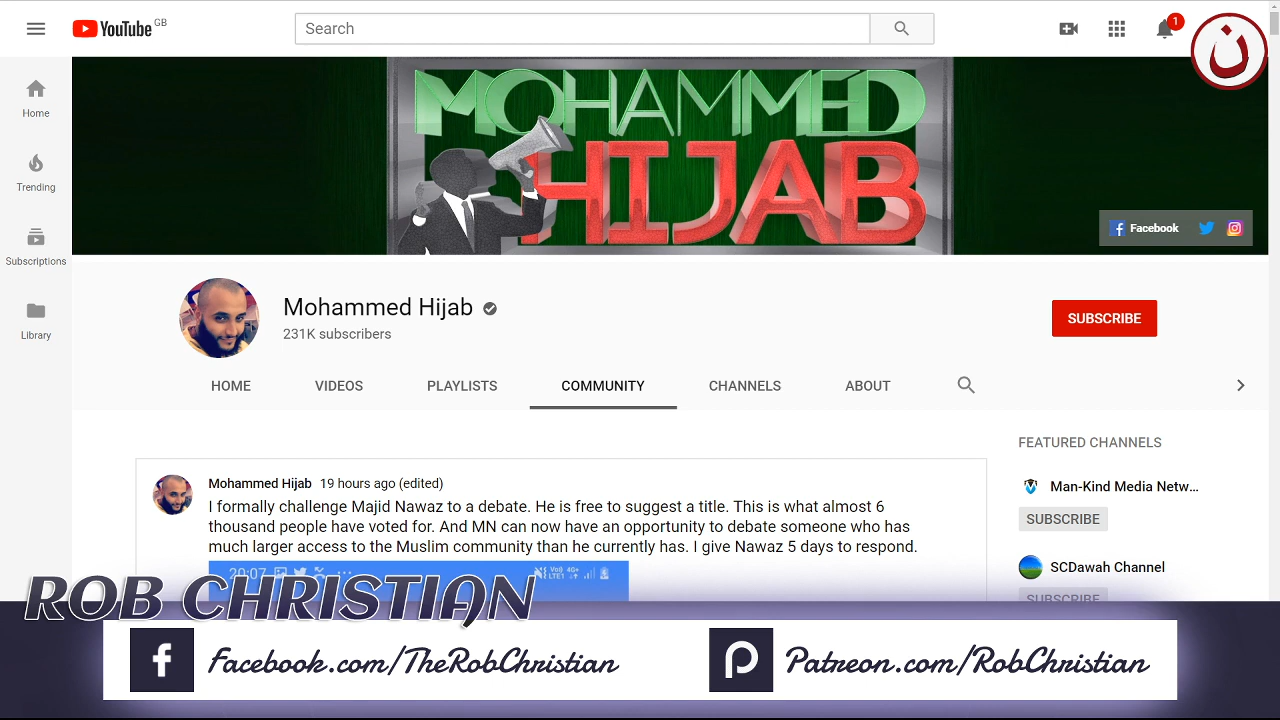 YouTube GB
Search
1
ن
Home
Trending
Subscriptions
Library
MOHAMMED
HIJAB
Facebook
Mohammed Hijab
231K subscribers
SUBSCRIBE
HOME VIDEOS PLAYLISTS COMMUNITY CHANNELS ABOUT
FEATURED CHANNELS
Man-Kind Media Netw...
SUBSCRIBE
SCDawah Channel
SUBSCRIBE
Mohammed Hijab 19 hours ago (edited)
I formally challenge Majid Nawaz to a debate. He is free to suggest a title. This is what almost 6
thousand people have voted for. And MN can now have an opportunity to debate someone who has
much larger access to the Muslim community than he currently has. I give Nawaz 5 days to respond.
20:07
ROB CHRISTIAN
Facebook.com/TheRobChristian
Patreon.com/RobChristian